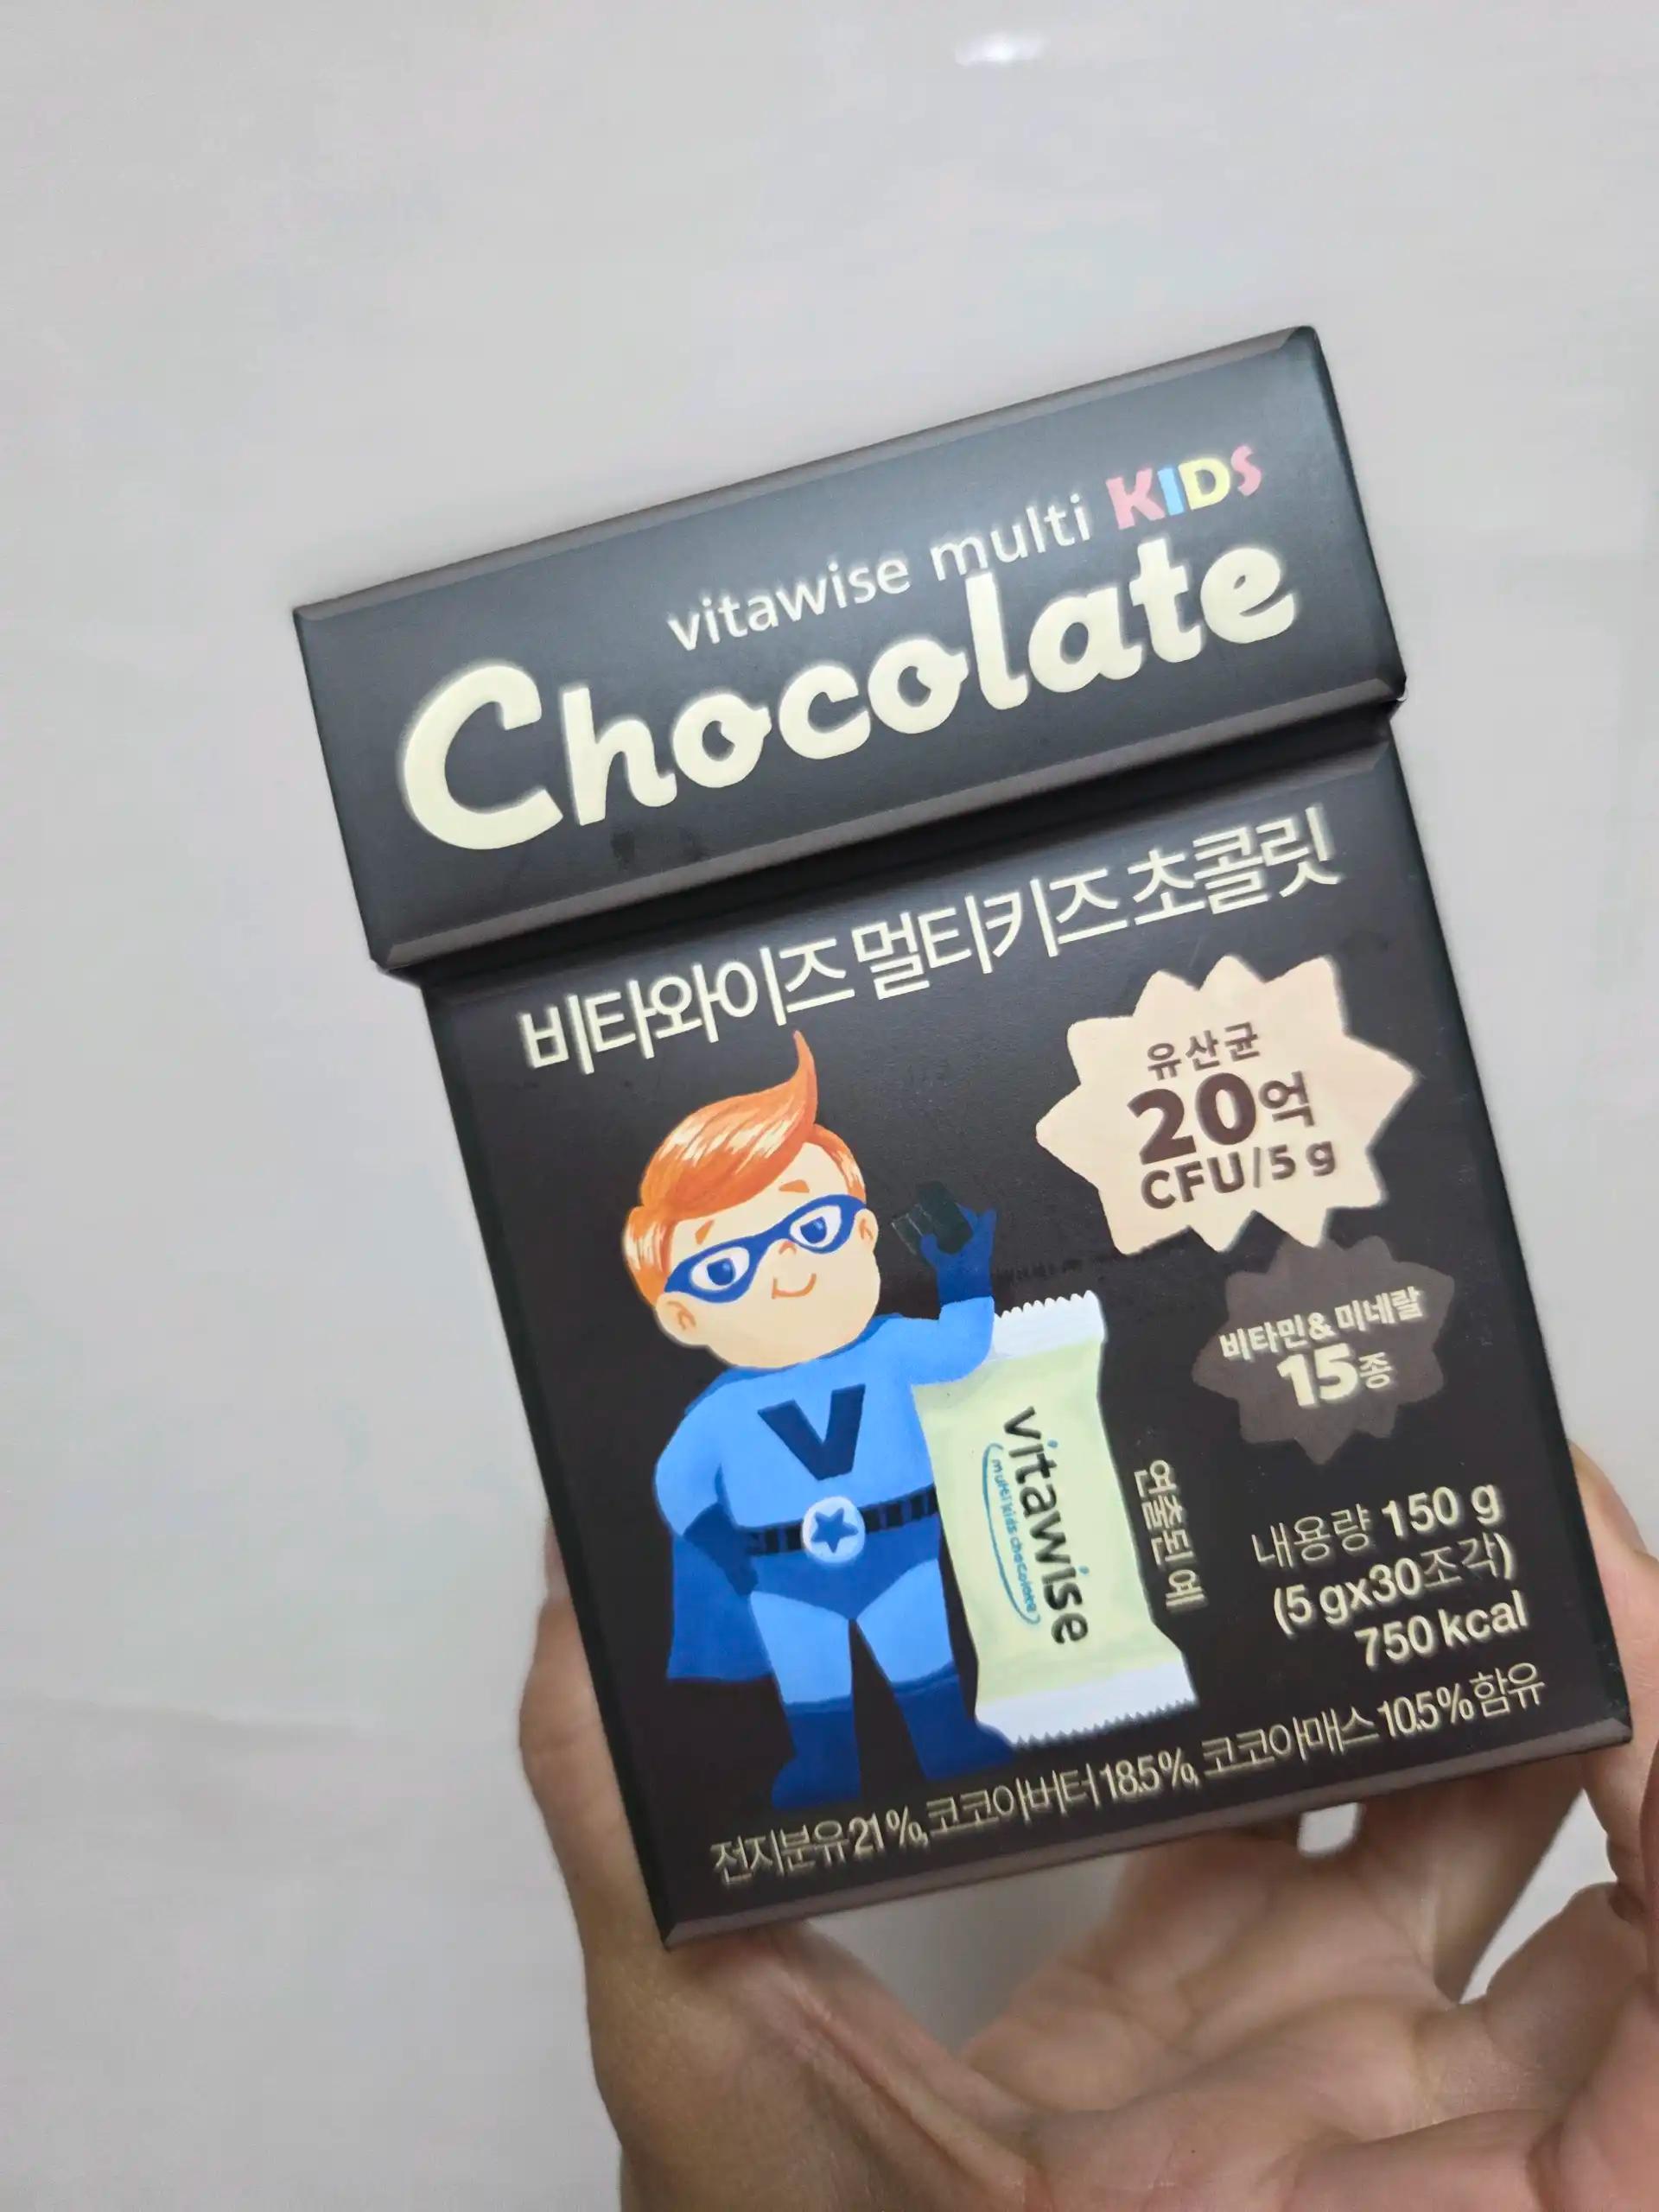 vitawise multi KIDS
Chocolate
비타와이즈 멀티키즈 초콜릿
유산균
20억
CFU/5 g
비타민&미네랄
15종
V
vitawise
multi kids chocolate
연출된 예
내용량 150 g
(5 gx30조각)
750 kcal
전지분유 21%, 코코아버터 18.5%, 코코아매스 10.5% 함유